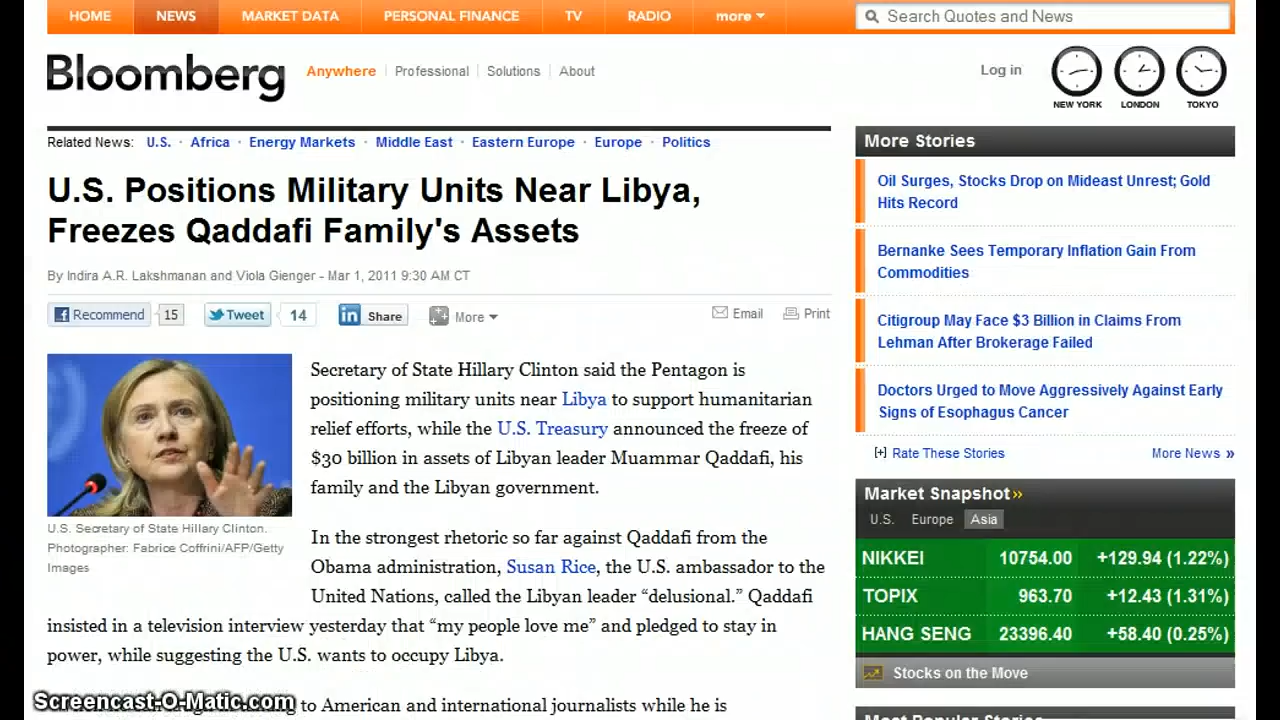 HOME NEWS MARKET DATA PERSONAL FINANCE TV RADIO more
Search Quotes and News
Bloomberg
Anywhere Professional Solutions About
Log in
NEW YORK LONDON TOKYO
Related News: U.S. · Africa · Energy Markets · Middle East · Eastern Europe · Europe · Politics
U.S. Positions Military Units Near Libya,
Freezes Qaddafi Family's Assets
By Indira A.R. Lakshmanan and Viola Gienger - Mar 1, 2011 9:30 AM CT
Recommend 15 Tweet 14 in Share More Email Print
Secretary of State Hillary Clinton said the Pentagon is
positioning military units near Libya to support humanitarian
relief efforts, while the U.S. Treasury announced the freeze of
$30 billion in assets of Libyan leader Muammar Qaddafi, his
family and the Libyan government.
U.S. Secretary of State Hillary Clinton.
Photographer: Fabrice Coffrini/AFP/Getty
Images
In the strongest rhetoric so far against Qaddafi from the
Obama administration, Susan Rice, the U.S. ambassador to the
United Nations, called the Libyan leader “delusional.” Qaddafi
insisted in a television interview yesterday that “my people love me” and pledged to stay in
power, while suggesting the U.S. wants to occupy Libya.
to American and international journalists while he is
Screencast-O-Matic.com
More Stories
Oil Surges, Stocks Drop on Mideast Unrest; Gold
Hits Record
Bernanke Sees Temporary Inflation Gain From
Commodities
Citigroup May Face $3 Billion in Claims From
Lehman After Brokerage Failed
Doctors Urged to Move Aggressively Against Early
Signs of Esophagus Cancer
[+] Rate These Stories More News »
Market Snapshot »
U.S. Europe Asia
NIKKEI 10754.00 +129.94 (1.22%)
TOPIX 963.70 +12.43 (1.31%)
HANG SENG 23396.40 +58.40 (0.25%)
Stocks on the Move
Most Popular Stories